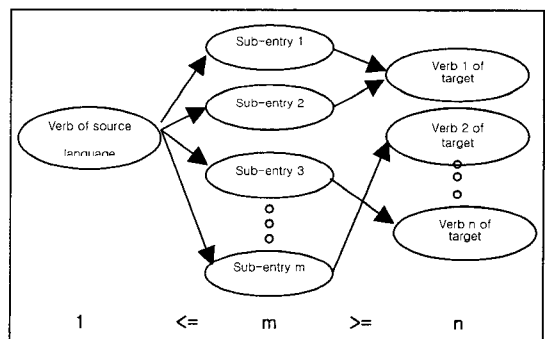 Sub-entry 1
Verb 1 of
target
Sub-entry 2
Verb of source
language
Verb 2 of
target
Sub-entry 3
Verb n of
target
Sub-entry m
1 <= m >= n